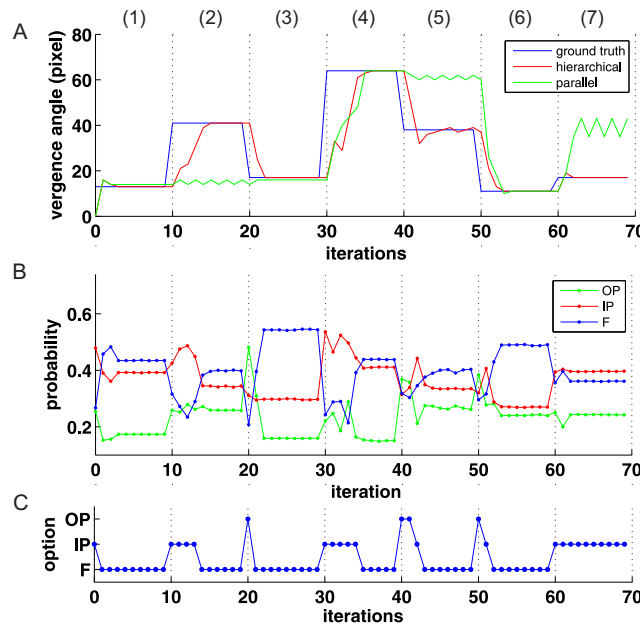 (1) (2) (3) (4) (5) (6) (7)
A
vergence angle (pixel)
80
60
40
20
0
ground truth
hierarchical
parallel
0 10 20 30 40 50 60 70
iterations
B
probability
0.6
0.4
0.2
OP
IP
F
0 10 20 30 40 50 60 70
iteration
C
option
OP
IP
F
0 10 20 30 40 50 60 70
iterations